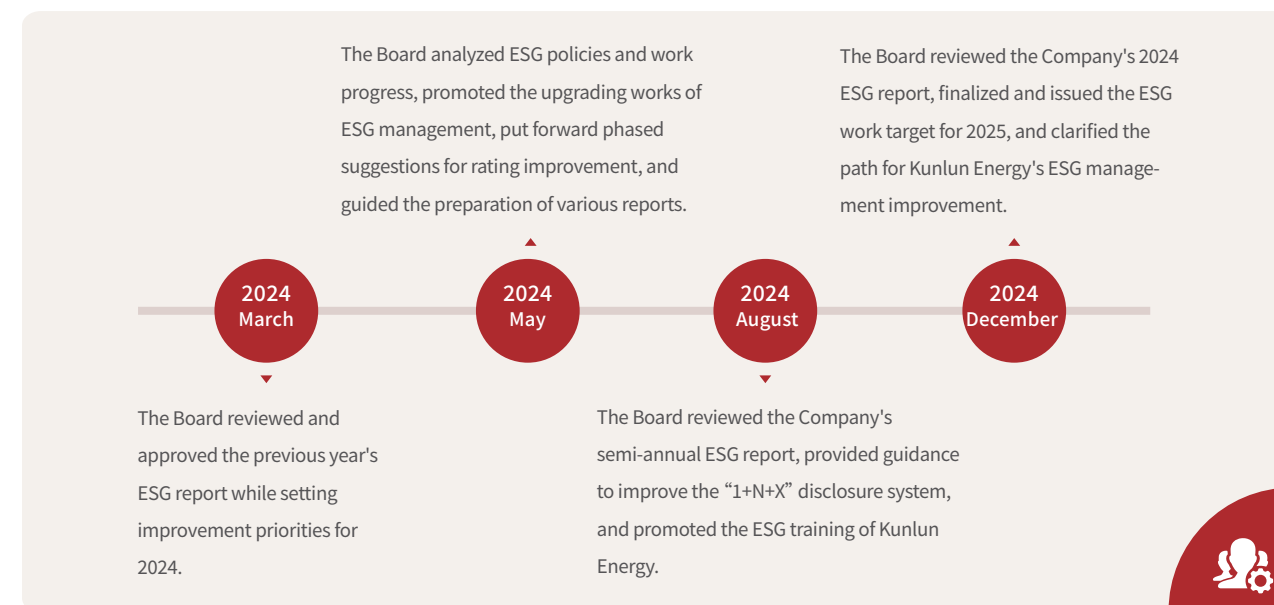 The Board analyzed ESG policies and work
progress, promoted the upgrading works of
ESG management, put forward phased
suggestions for rating improvement, and
guided the preparation of various reports.
The Board reviewed the Company's 2024
ESG report, finalized and issued the ESG
work target for 2025, and clarified the
path for Kunlun Energy's ESG manage-
ment improvement.
2024
March
2024
May
2024
August
2024
December
The Board reviewed and
approved the previous year's
ESG report while setting
improvement priorities for
2024.
The Board reviewed the Company's
semi-annual ESG report, provided guidance
to improve the “1+N+X” disclosure system,
and promoted the ESG training of Kunlun
Energy.